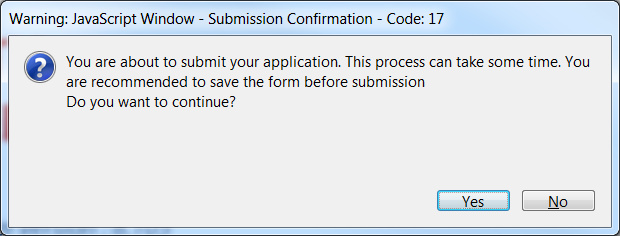 Warning: JavaScript Window - Submission Confirmation - Code: 17
You are about to submit your application. This process can take some time. You
are recommended to save the form before submission
Do you want to continue?
Yes
No